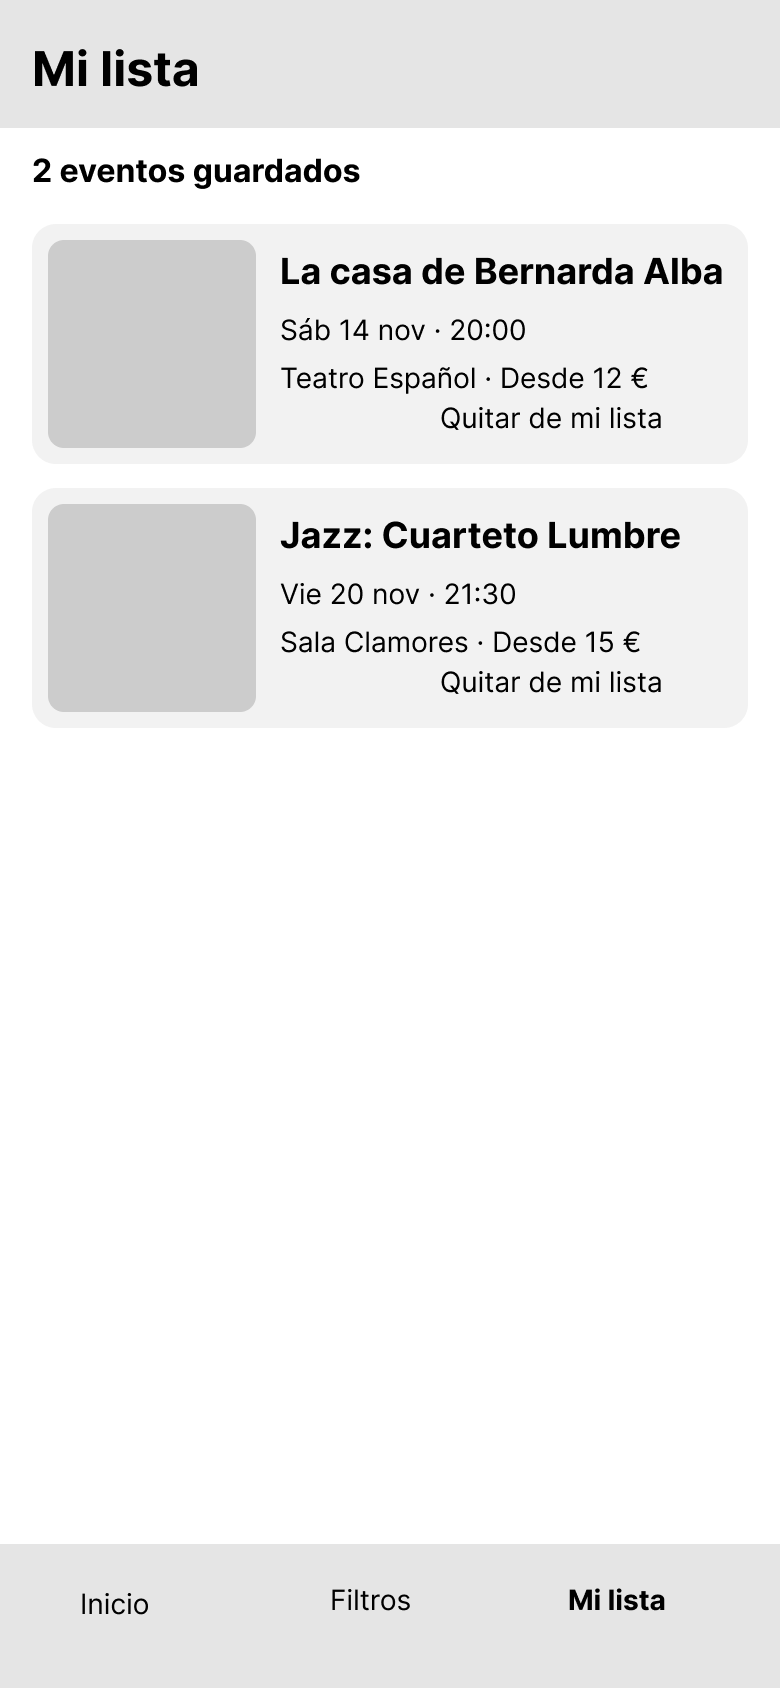 Mi lista
2 eventos guardados
La casa de Bernarda Alba
Sáb 14 nov · 20:00
Teatro Español · Desde 12 €
Quitar de mi lista
Jazz: Cuarteto Lumbre
Vie 20 nov · 21:30
Sala Clamores · Desde 15 €
Quitar de mi lista
Inicio
Filtros
Mi lista